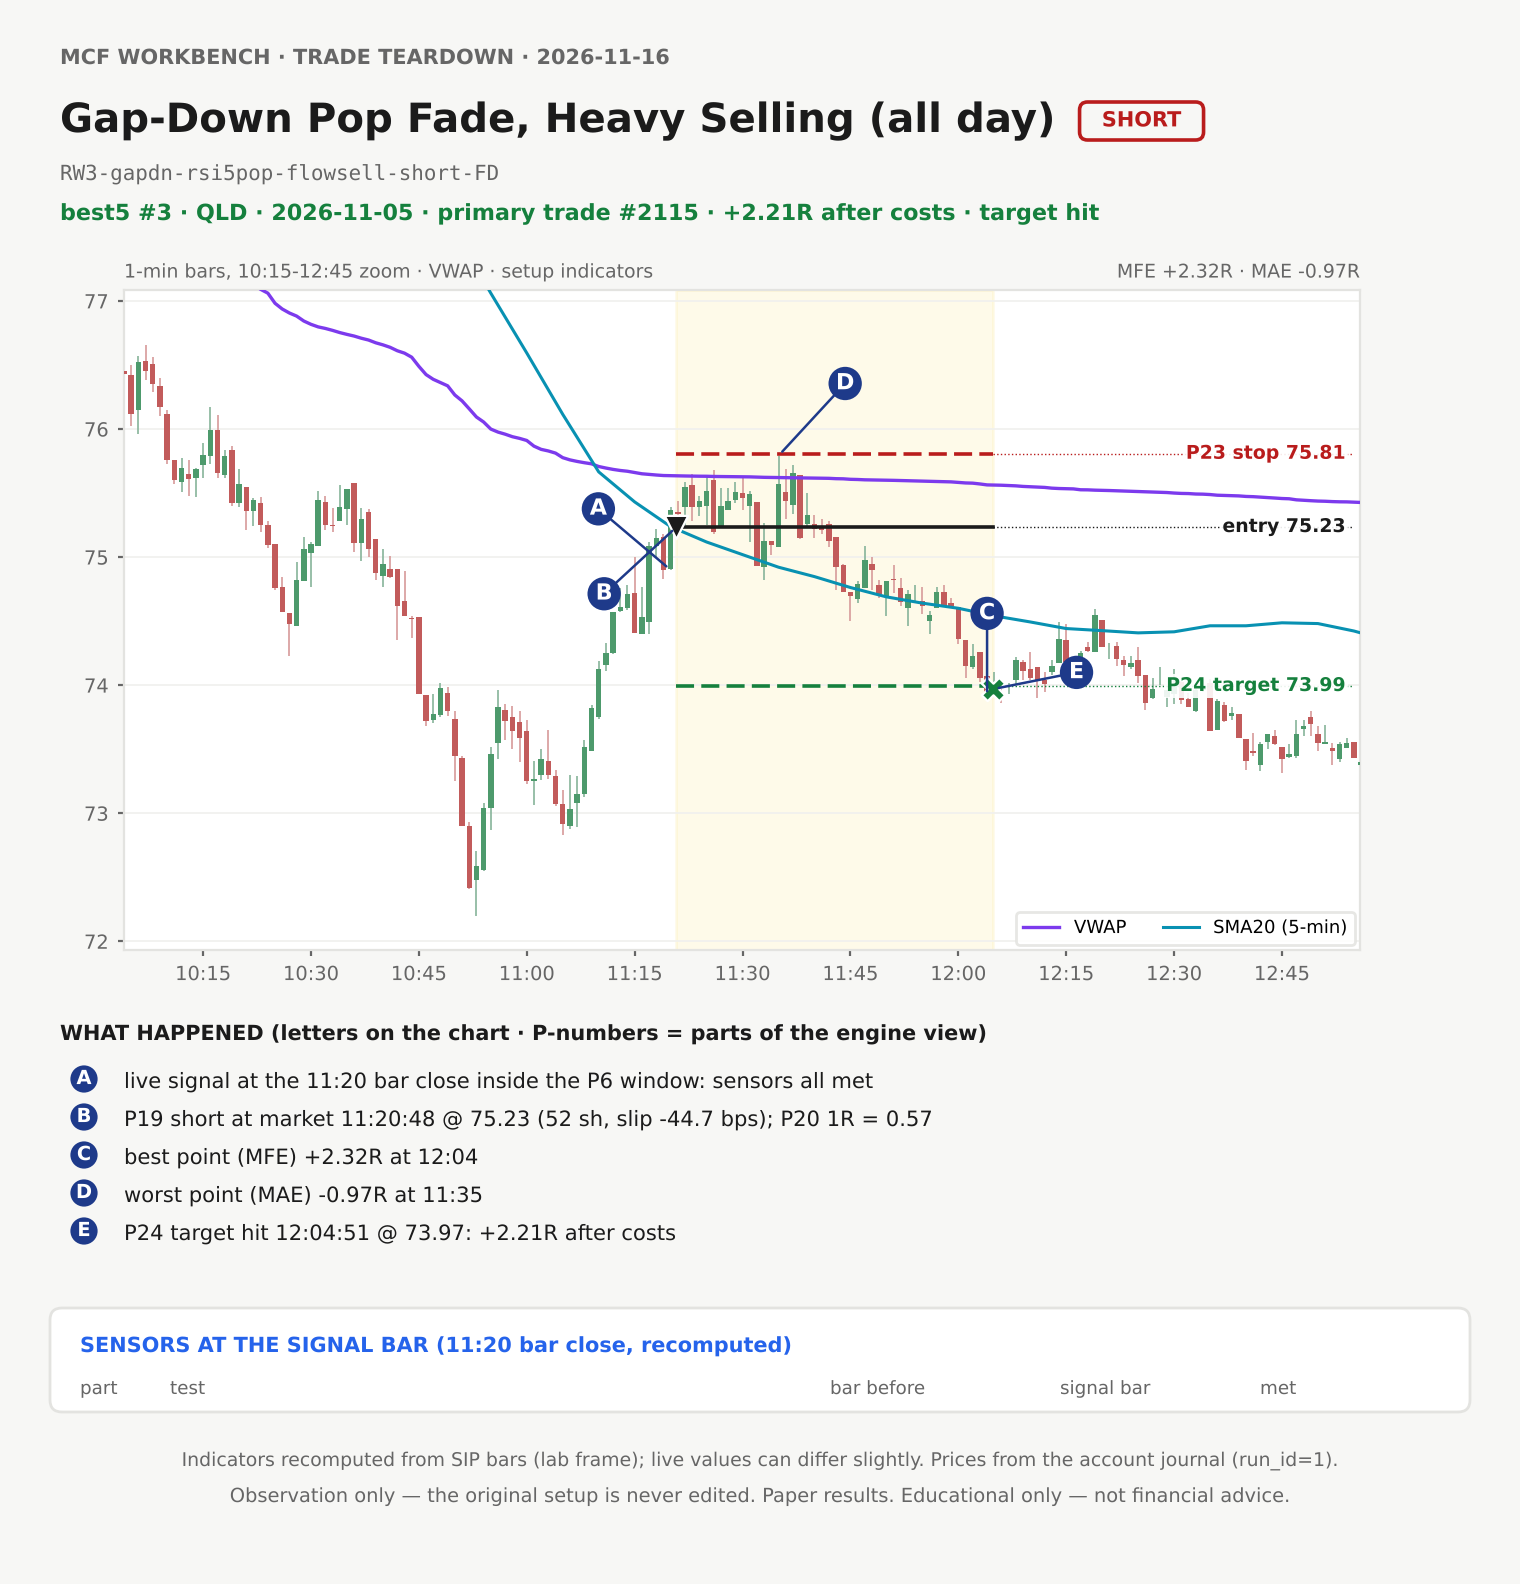 MCF WORKBENCH · TRADE TEARDOWN · 2026-11-16
Gap-Down Pop Fade, Heavy Selling (all day) SHORT
RW3-gapdn-rsi5pop-flowsell-short-FD
best5 #3 · QLD · 2026-11-05 · primary trade #2115 · +2.21R after costs · target hit
1-min bars, 10:15-12:45 zoom · VWAP · setup indicators MFE +2.32R · MAE -0.97R
77
76
75
74
73
72
D
P23 stop 75.81
A
entry 75.23
B
C
E
P24 target 73.99
VWAP SMA20 (5-min)
10:15 10:30 10:45 11:00 11:15 11:30 11:45 12:00 12:15 12:30 12:45
WHAT HAPPENED (letters on the chart · P-numbers = parts of the engine view)
A live signal at the 11:20 bar close inside the P6 window: sensors all met
B P19 short at market 11:20:48 @ 75.23 (52 sh, slip -44.7 bps); P20 1R = 0.57
C best point (MFE) +2.32R at 12:04
D worst point (MAE) -0.97R at 11:35
E P24 target hit 12:04:51 @ 73.97: +2.21R after costs
SENSORS AT THE SIGNAL BAR (11:20 bar close, recomputed)
part test bar before signal bar met
Indicators recomputed from SIP bars (lab frame); live values can differ slightly. Prices from the account journal (run_id=1).
Observation only — the original setup is never edited. Paper results. Educational only — not financial advice.